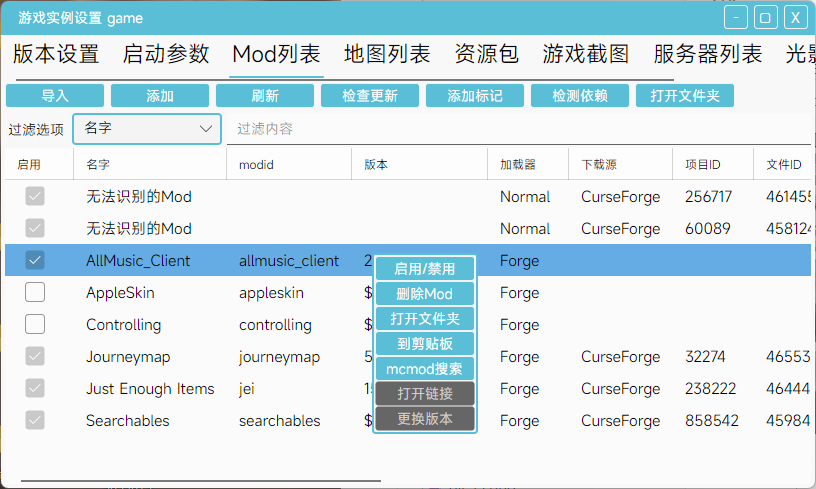 游戏实例设置 game
版本设置 启动参数 Mod列表 地图列表 资源包 游戏截图 服务器列表
导入 添加 刷新 检查更新 添加标记 检测依赖 打开文件夹
过滤选项 名字 过滤内容
启用 名字 modid 版本 加载器 下载源 项目ID 文件ID
无法识别的Mod Normal CurseForge 256717 461455
无法识别的Mod Normal CurseForge 60089 458124
AllMusic_Client allmusic_client 2 Forge
启用/禁用
AppleSkin appleskin $ Forge
删除Mod
打开文件夹
Controlling controlling $ Forge
到剪贴板
Journeymap journeymap 5 Forge CurseForge 32274 46553
mcmod搜索
Just Enough Items jei 15 Forge CurseForge 238222 46444
打开链接
Searchables searchables $ Forge CurseForge 858542 45984
更换版本